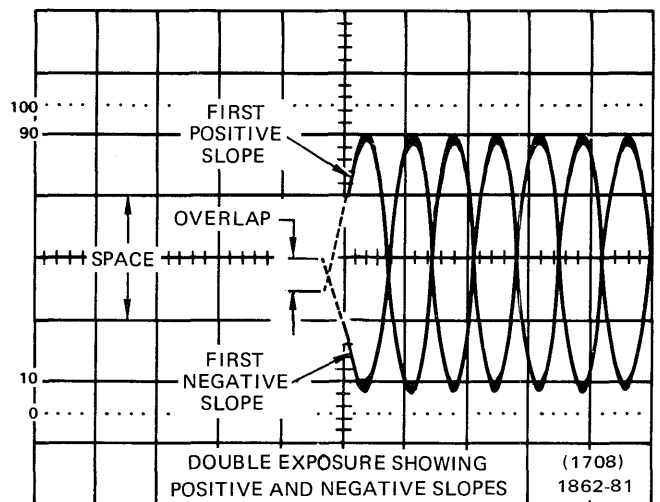 100
90
FIRST
POSITIVE
SLOPE
OVERLAP
SPACE
10
0
FIRST
NEGATIVE
SLOPE
DOUBLE EXPOSURE SHOWING
POSITIVE AND NEGATIVE SLOPES
(1708)
1862-81